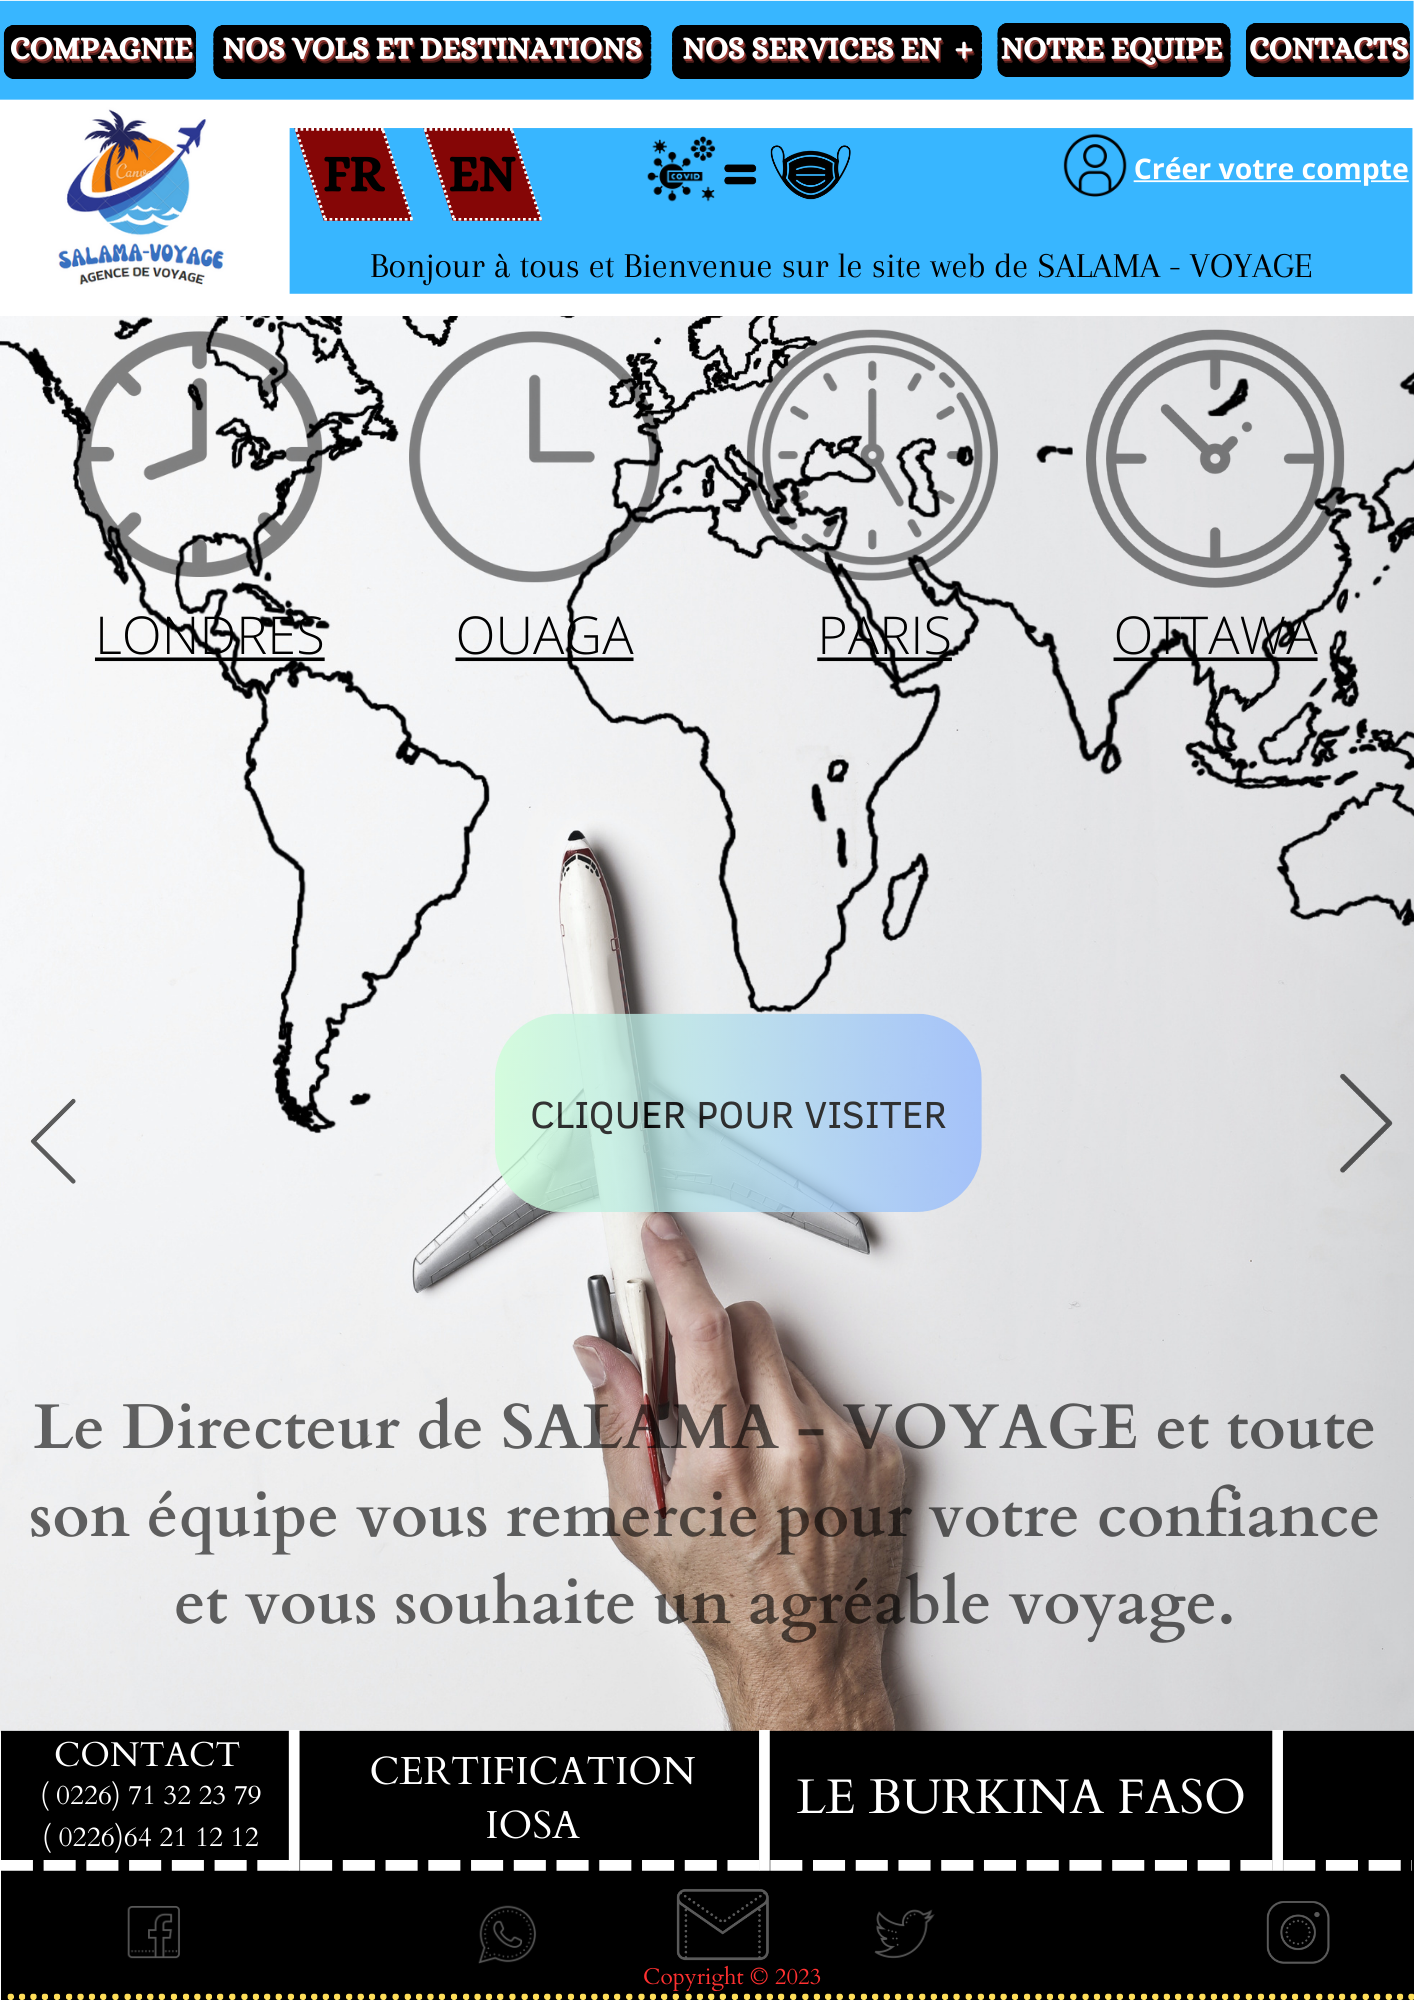 COMPAGNIE
NOS VOLS ET DESTINATIONS
NOS SERVICES EN +
NOTRE EQUIPE
CONTACTS
Canva
SALAMA-VOYAGE
AGENCE DE VOYAGE
FR
EN
COVID
Créer votre compte
Bonjour à tous et Bienvenue sur le site web de SALAMA - VOYAGE
LONDRES
OUAGA
PARIS
OTTAWA
CLIQUER POUR VISITER
Le Directeur de SALAMA - VOYAGE et toute
son équipe vous remercie pour votre confiance
et vous souhaite un agréable voyage.
CONTACT
( 0226) 71 32 23 79
( 0226)64 21 12 12
CERTIFICATION
IOSA
LE BURKINA FASO
Copyright © 2023